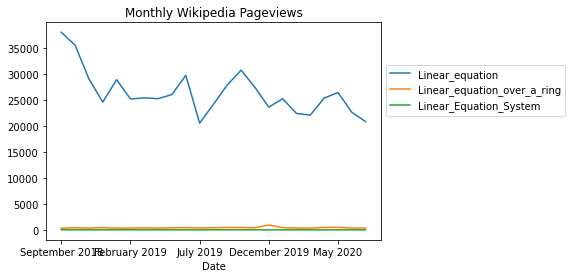 Monthly Wikipedia Pageviews
35000
30000
25000
20000
15000
10000
5000
0
September 2018
February 2019
July 2019
December 2019
May 2020
Date
Linear_equation
Linear_equation_over_a_ring
Linear_Equation_System